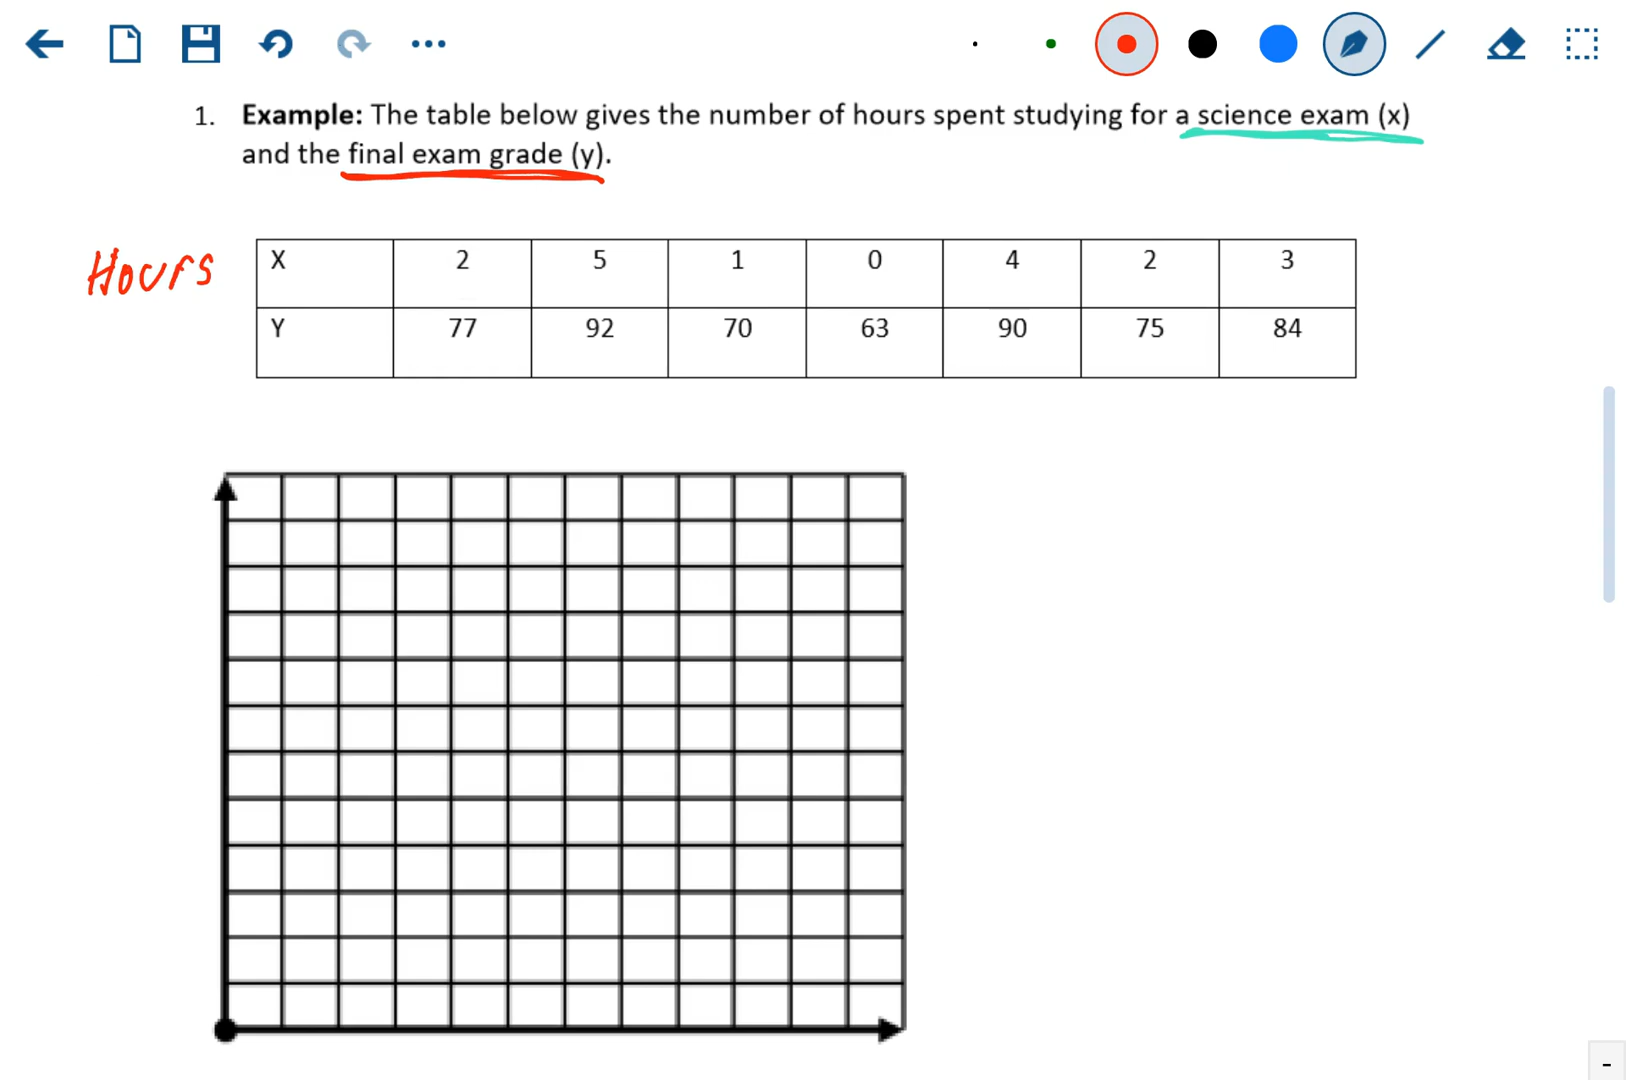 1. Example: The table below gives the number of hours spent studying for a science exam (x)
and the final exam grade (y).
Hours X 2 5 1 0 4 2 3
Y 77 92 70 63 90 75 84